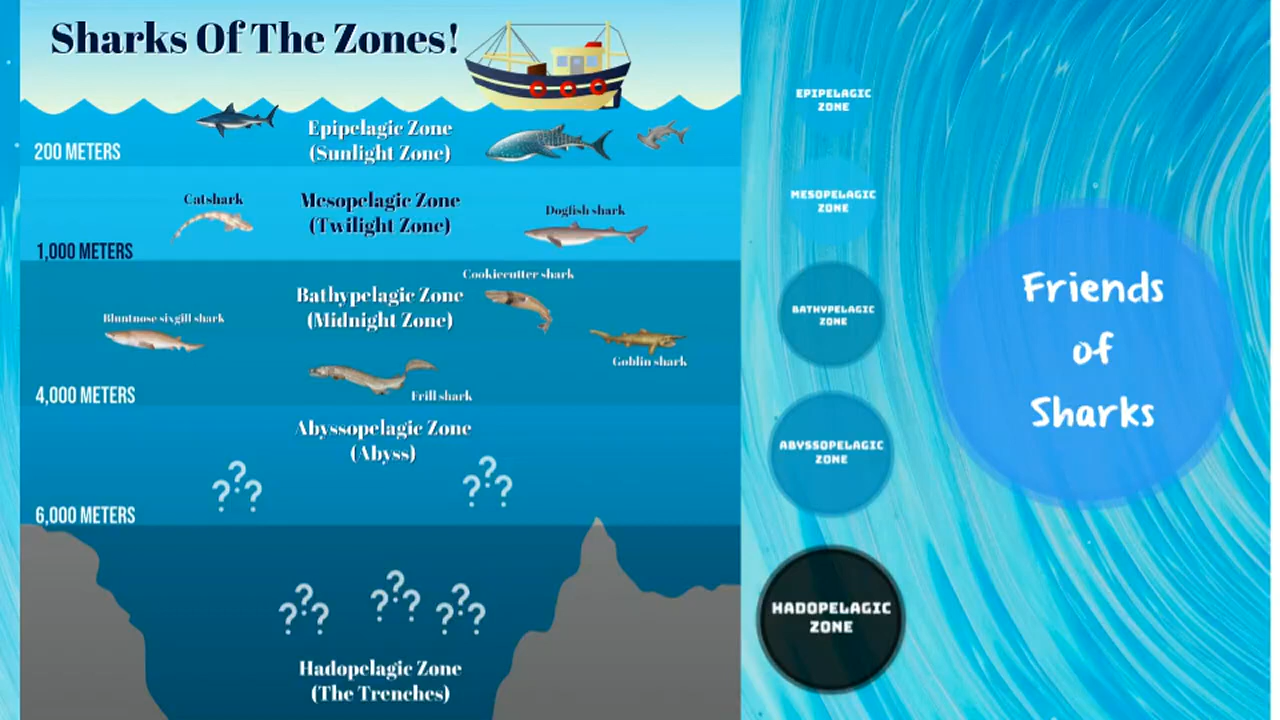 Sharks Of The Zones!
Epipelagic Zone
(Sunlight Zone)
200 METERS
Catshark
Mesopelagic Zone
(Twilight Zone)
Dogfish shark
1,000 METERS
Cookiecutter shark
Bathypelagic Zone
(Midnight Zone)
Bluntnose sixgill shark
Goblin shark
Frill shark
4,000 METERS
Abyssopelagic Zone
(Abyss)
???
???
6,000 METERS
???
???
???
Hadopelagic Zone
(The Trenches)
EPIPELAGIC
ZONE
MESOPELAGIC
ZONE
BATHYPELAGIC
ZONE
ABYSSOPELAGIC
ZONE
HADOPELAGIC
ZONE
Friends
of
Sharks